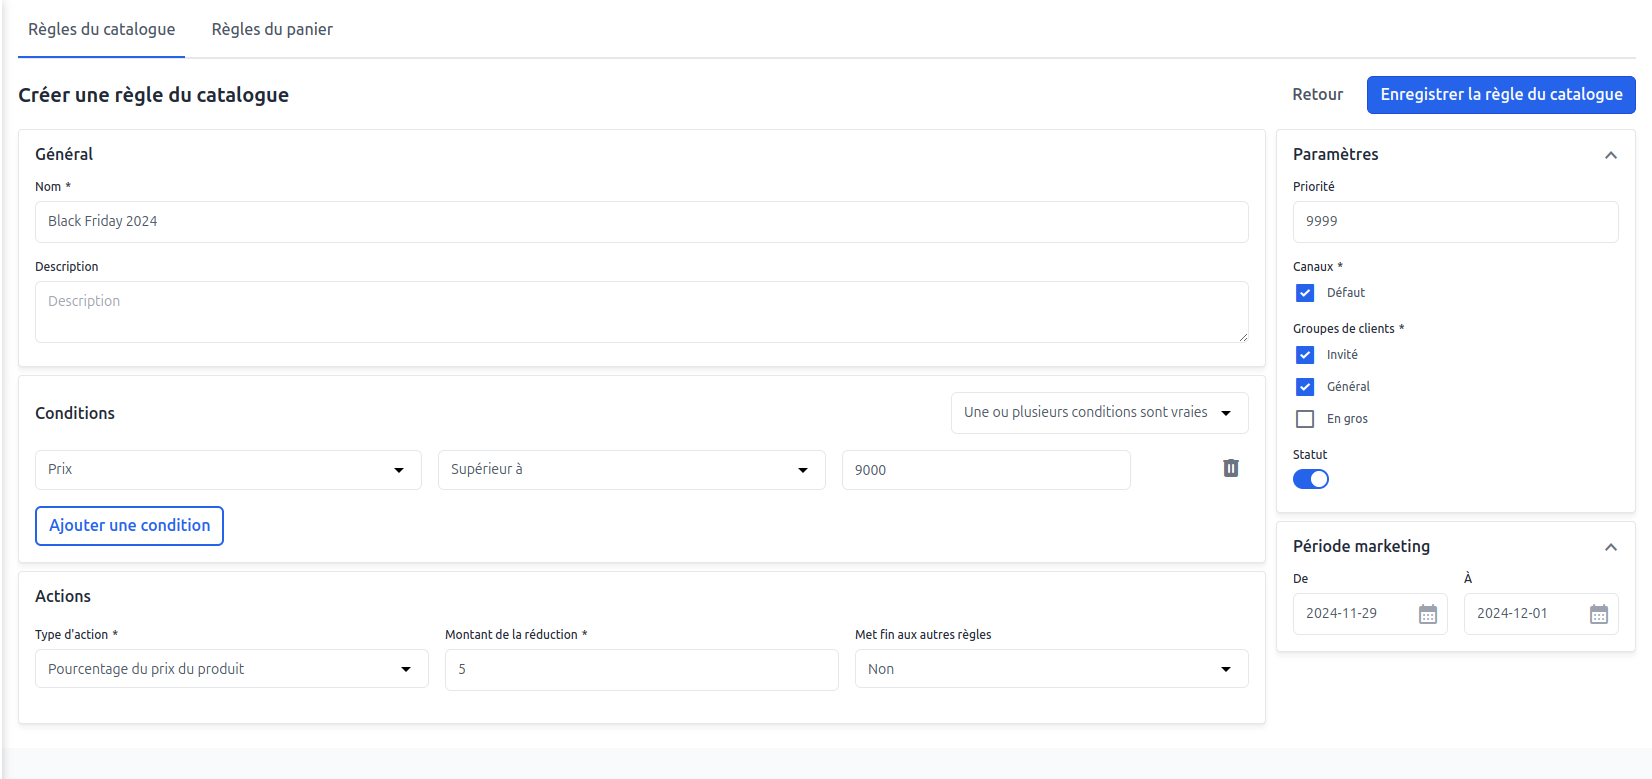 Règles du catalogue
Règles du panier
Créer une règle du catalogue
Retour
Enregistrer la règle du catalogue
Général
Nom *
Black Friday 2024
Description
Description
Conditions
Une ou plusieurs conditions sont vraies
Prix
Supérieur à
9000
Ajouter une condition
Actions
Type d'action *
Montant de la réduction *
Met fin aux autres règles
Pourcentage du prix du produit
5
Non
Paramètres
Priorité
9999
Canaux *
Défaut
Groupes de clients *
Invité
Général
En gros
Statut
Période marketing
De
À
2024-11-29
2024-12-01